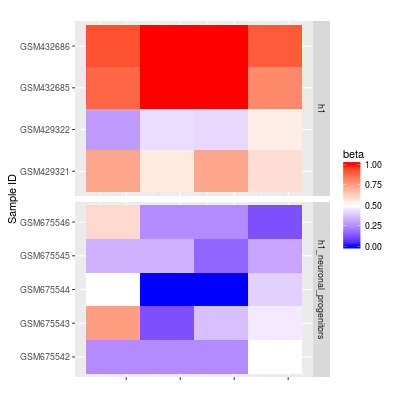 GSM432686
GSM432685
GSM429322
GSM429321
h1
GSM675546
GSM675545
GSM675544
GSM675543
GSM675542
h1_neuronal_progenitors
Sample ID
beta
1.00
0.75
0.50
0.25
0.00